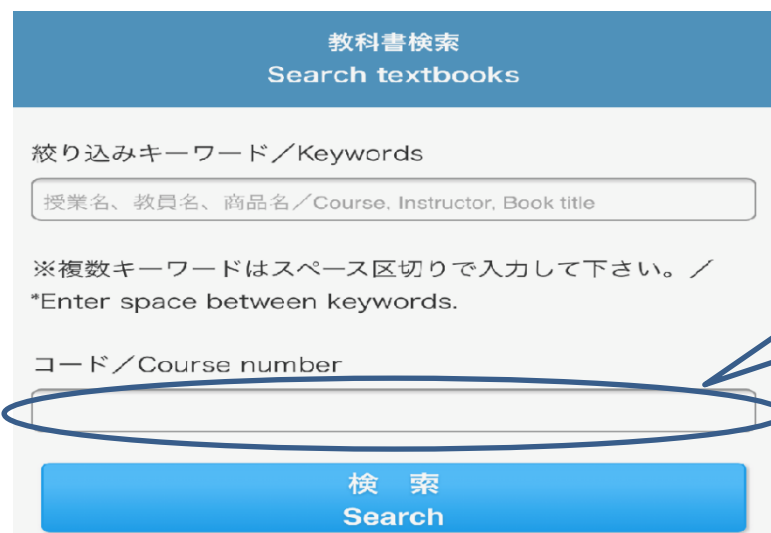 教科書検索
Search textbooks
絞り込みキーワード／Keywords
授業名、教員名、商品名／Course, Instructor, Book title
※複数キーワードはスペース区切りで入力して下さい。／
*Enter space between keywords.
コード／Course number
検　索
Search